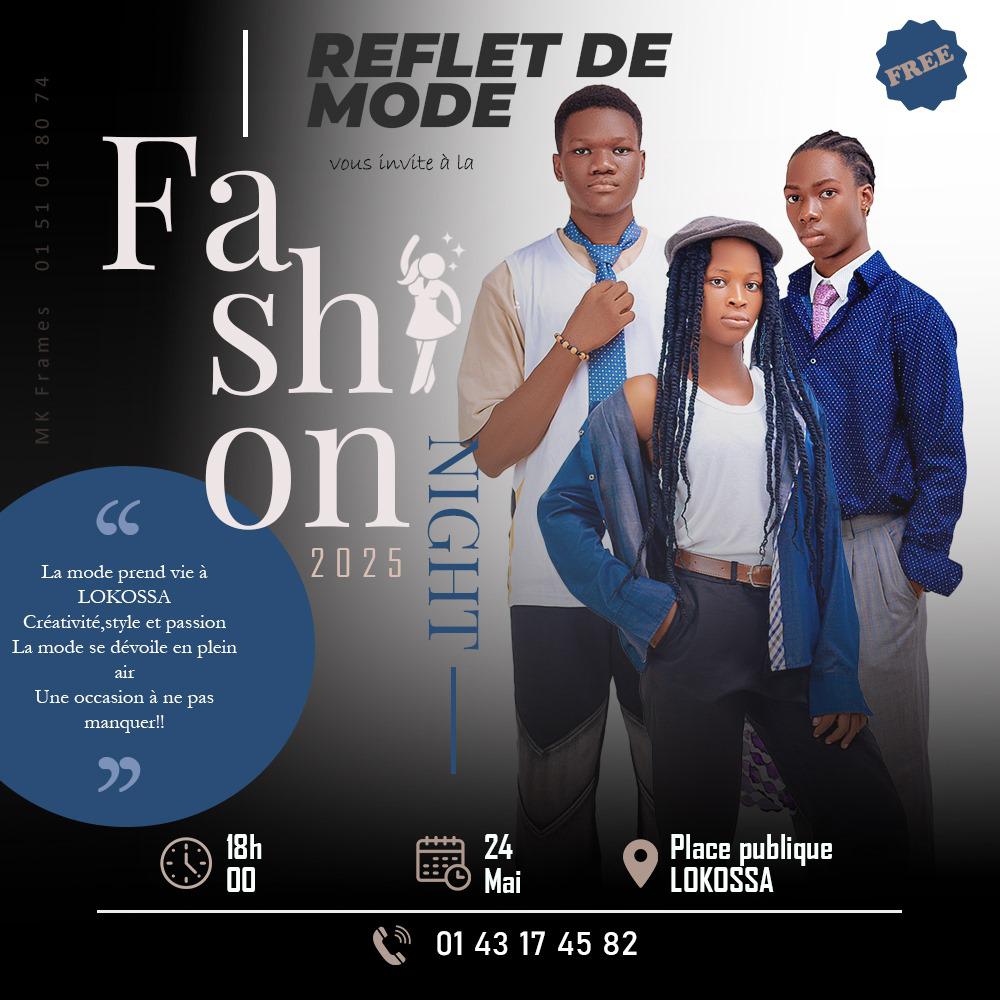 REFLET DE
MODE
FREE
vous invite à la
Fa
sh
on
NIGHT
2025
MK Frames 01 51 01 80 74
“
La mode prend vie à
LOKOSSA
Créativité,style et passion
La mode se dévoile en plein
air
Une occasion à ne pas
manquer!!
”
18h
00
24
Mai
Place publique
LOKOSSA
01 43 17 45 82